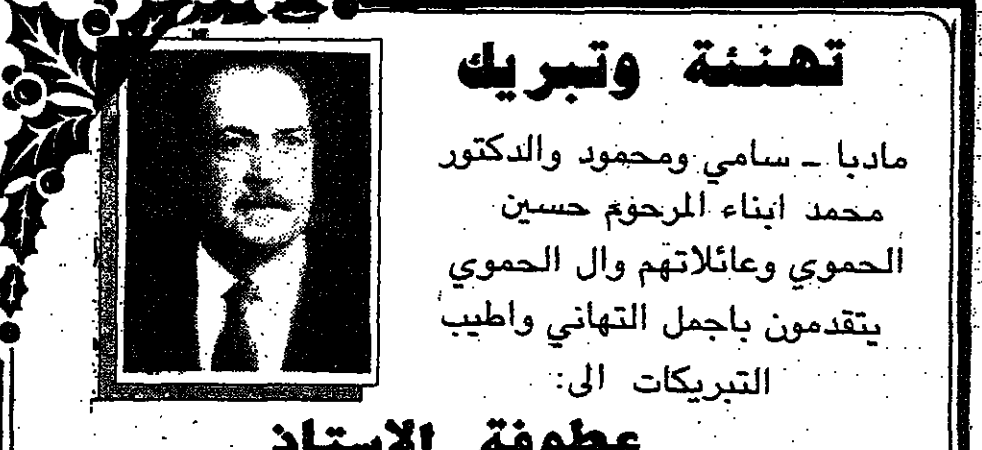 تهنئة وتبريك
مادبا ـ سامي ومحمود والدكتور
محمد ابناء المرحوم حسين
الحموي وعائلاتهم وال الحموي
يتقدمون باجمل التهاني واطيب
التبريكات الى:
عطوفة الاستاذ